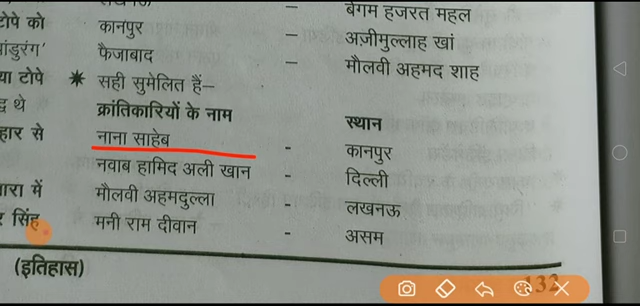 बेगम हजरत महल
टोपे को
कानपुर – अज़ीमुल्लाह खां
पांडुरंग'
फैजाबाद – मौलवी अहमद शाह
या टोपे
* सही सुमेलित हैं–
थे
क्रांतिकारियों के नाम स्थान
हार से
नाना साहेब - कानपुर
नवाब हामिद अली खान - दिल्ली
ारा में
मौलवी अहमदुल्ला - लखनऊ
सिंह
मनी राम दीवान - असम
(इतिहास)
132